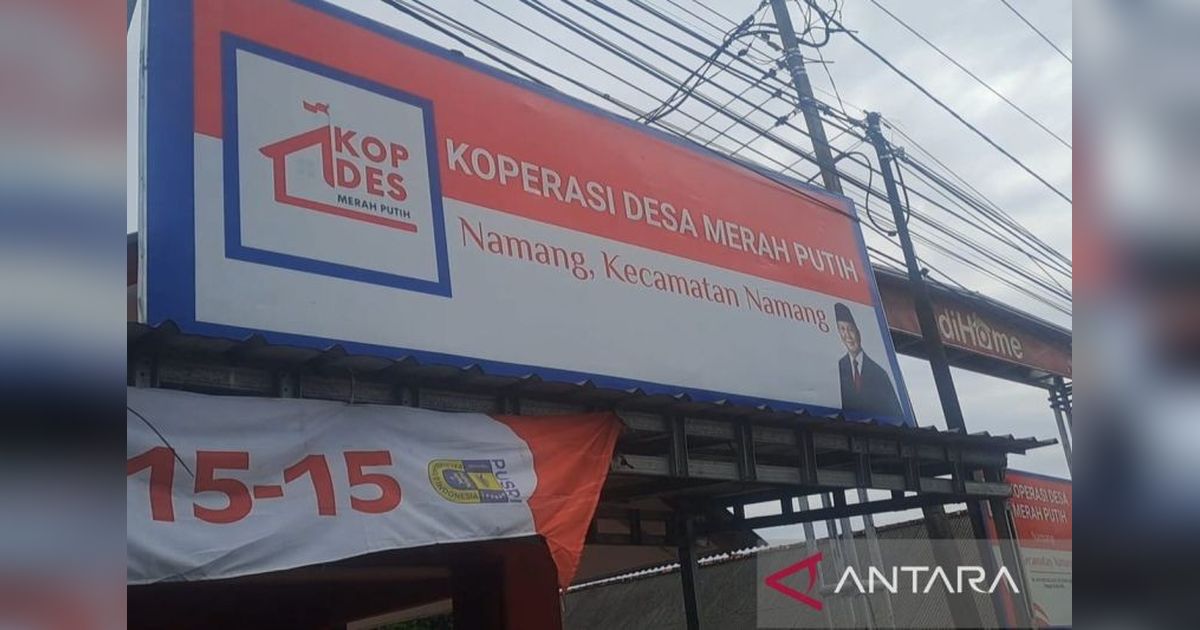 KOP
DES
MERAH PUTIH
KOPERASI DESA MERAH PUTIH
Namang, Kecamatan Namang
diHome
15-15
PUSPI
INDONESIA
KOPERASI DESA
MERAH PUTIH
ANTARA